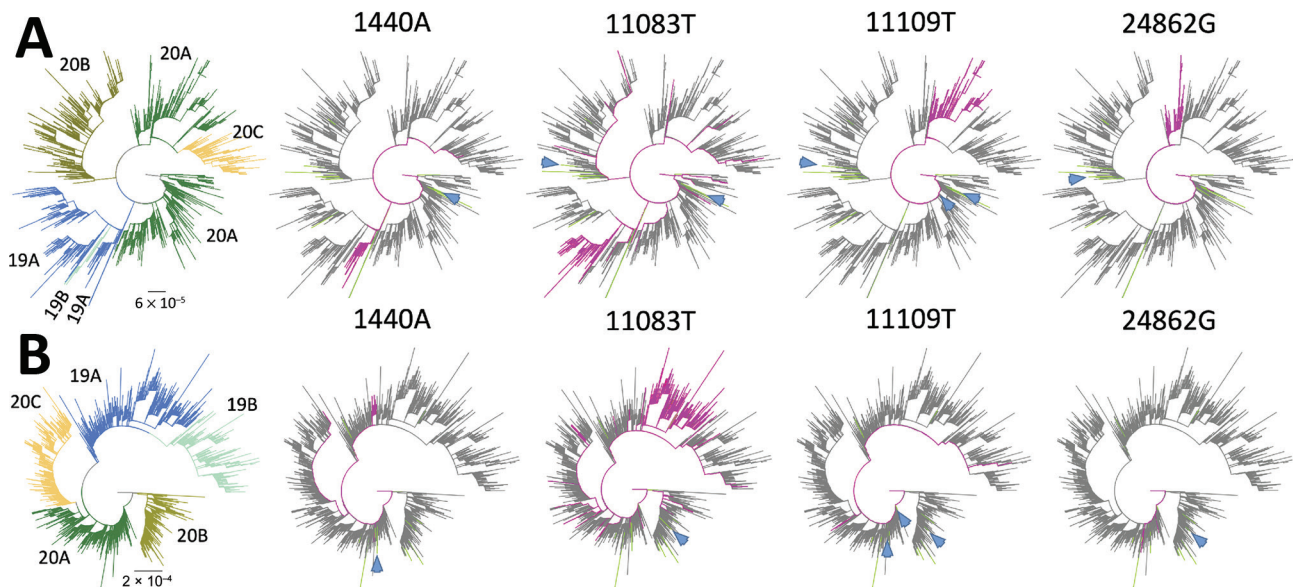 A
1440A 11083T 11109T 24862G
20B 20A
20C
20A
19A
19B
19A
6 × 10⁻⁵
B
1440A 11083T 11109T 24862G
19A
20C 19B
20B
20A
2 × 10⁻⁴